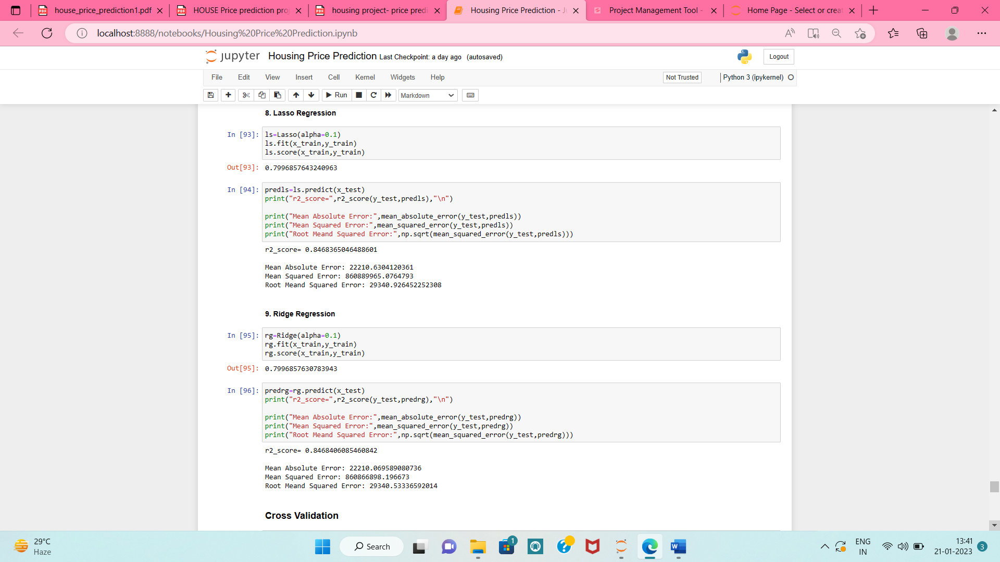 house_price_prediction1.pdf
HOUSE Price prediction pro
housing project- price predi
Housing Price Prediction - Ju
Project Management Tool -
Home Page - Select or creat
localhost:8888/notebooks/Housing%20Price%20Prediction.ipynb
jupyter Housing Price Prediction Last Checkpoint: a day ago (autosaved)
Logout
File Edit View Insert Cell Kernel Widgets Help
Not Trusted
Python 3 (ipykernel)
Run
Markdown
8. Lasso Regression
In [93]: ls=Lasso(alpha=0.1)
ls.fit(x_train,y_train)
ls.score(x_train,y_train)
Out[93]: 0.7996857643240963
In [94]: predls=ls.predict(x_test)
print("r2_score=",r2_score(y_test,predls),"\n")
print("Mean Absolute Error:",mean_absolute_error(y_test,predls))
print("Mean Squared Error:",mean_squared_error(y_test,predls))
print("Root Meand Squared Error:",np.sqrt(mean_squared_error(y_test,predls)))
r2_score= 0.8468365046488601
Mean Absolute Error: 22210.6304120361
Mean Squared Error: 860889965.0764793
Root Meand Squared Error: 29340.926452252308
9. Ridge Regression
In [95]: rg=Ridge(alpha=0.1)
rg.fit(x_train,y_train)
rg.score(x_train,y_train)
Out[95]: 0.7996857630783943
In [96]: predrg=rg.predict(x_test)
print("r2_score=",r2_score(y_test,predrg),"\n")
print("Mean Absolute Error:",mean_absolute_error(y_test,predrg))
print("Mean Squared Error:",mean_squared_error(y_test,predrg))
print("Root Meand Squared Error:",np.sqrt(mean_squared_error(y_test,predrg)))
r2_score= 0.8468406085460842
Mean Absolute Error: 22210.069589080736
Mean Squared Error: 860866898.196673
Root Meand Squared Error: 29340.53336592014
Cross Validation
29°C
Haze
Search
1
ENG
IN
13:41
21-01-2023
3